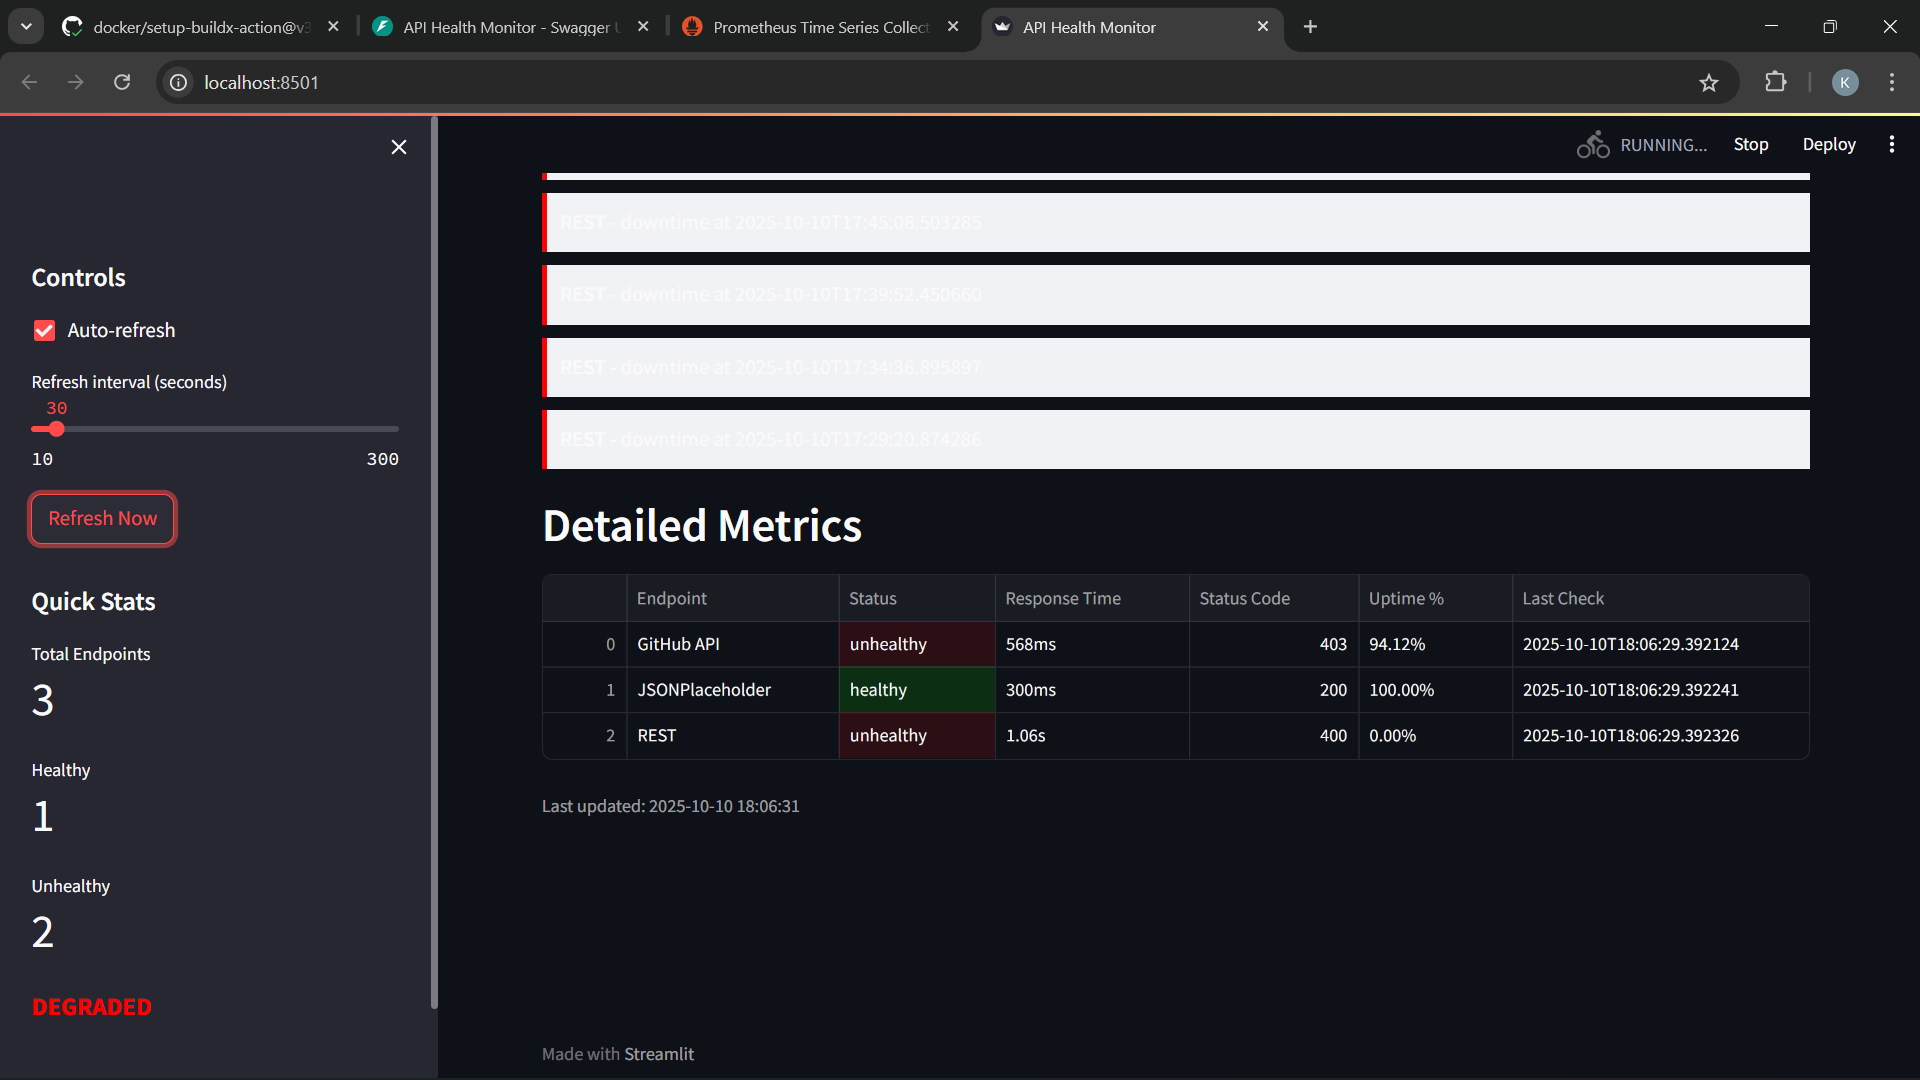 docker/setup-buildx-action@v3
API Health Monitor - Swagger U
Prometheus Time Series Collect
API Health Monitor
localhost:8501
K
RUNNING...
Stop
Deploy
Controls
Auto-refresh
Refresh interval (seconds)
30
10
300
Refresh Now
Quick Stats
Total Endpoints
3
Healthy
1
Unhealthy
2
DEGRADED
REST - downtime at 2025-10-10T17:45:08.503285
REST - downtime at 2025-10-10T17:39:52.450660
REST - downtime at 2025-10-10T17:34:36.895897
REST - downtime at 2025-10-10T17:29:20.874286
Detailed Metrics
Endpoint Status Response Time Status Code Uptime % Last Check
0 GitHub API unhealthy 568ms 403 94.12% 2025-10-10T18:06:29.392124
1 JSONPlaceholder healthy 300ms 200 100.00% 2025-10-10T18:06:29.392241
2 REST unhealthy 1.06s 400 0.00% 2025-10-10T18:06:29.392326
Last updated: 2025-10-10 18:06:31
Made with Streamlit